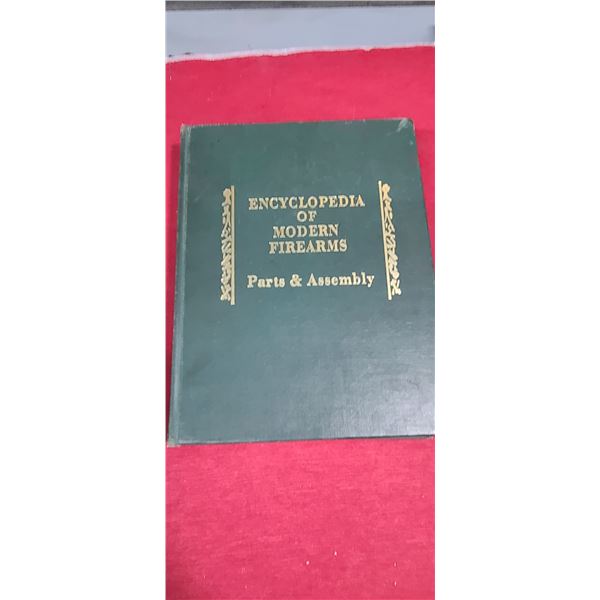 ENCYCLOPEDIA
OF
MODERN
FIREARMS
Parts & Assembly